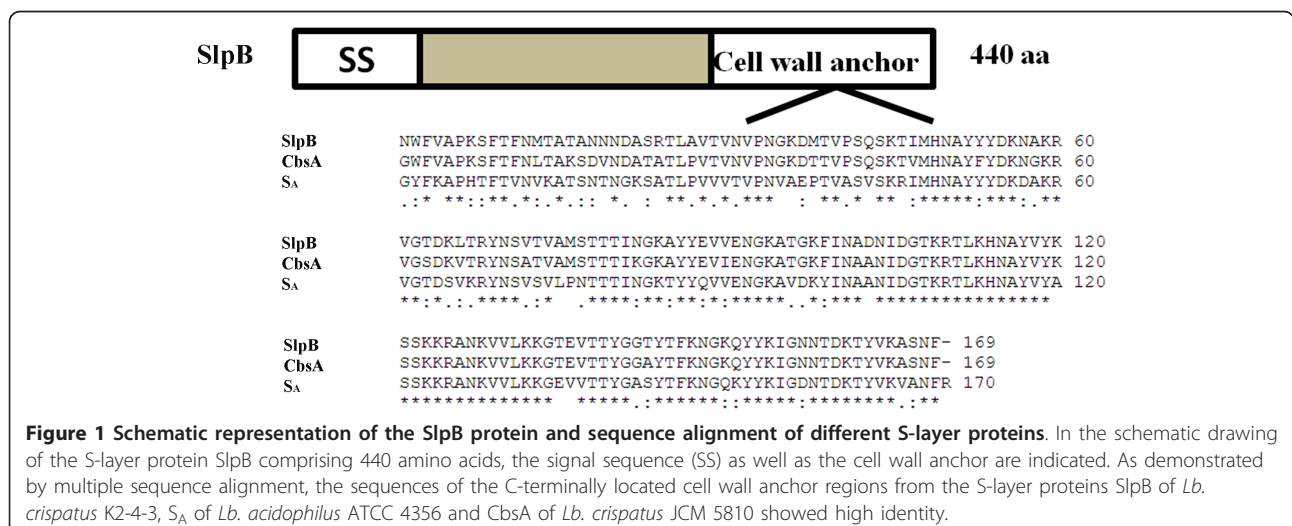 SlpB SS Cell wall anchor 440 aa
SlpB NWFVAPKSFTFNMTATANNNDASRTLAVTVNVPNGKDMTVPSQSKTIMHNAYYYDKNAKR 60
CbsA GWFVAPKSFTFNLTAKSDVNDATATLPVTVNVPNGKDTTVPSQSKTVMHNAYFYDKNGKR 60
SA GYFKAPHTFTVNVKATSNTNGKSATLPVVVTVPNVAEPTVASVSKRIMHNAYYYDKDAKR 60
.:* **::**.*:.*.:: *. : **.*.*** : **.* ** :*****:***:.**
SlpB VGTDKLTRYNSVTVAMSTTTINGKAYYEVVENGKATGKFINADNIDGTKRTLKHNAYVYK 120
CbsA VGSDKVTRYNSATVAMSTTTIKGKAYYEVIENGKATGKFINAANIDGTKRTLKHNAYVYK 120
SA VGTDSVKRYNSVSVLPNTTTINGKTYYQVVENGKAVDKYINAANIDGTKRTLKHNAYVYA 120
**:*.:.****.:* .****:**:**:*:*****..*:*** ****************
SlpB SSKKRANKVVLKKGTEVTTYGGTYTFKNGKQYYKIGNNTDKTYVKASNF- 169
CbsA SSKKRANKVVLKKGTEVTTYGGAYTFKNGKQYYKIGNNTDKTYVKASNF- 169
SA SSKKRANKVVLKKGEVVTTYGASYTFKNGQKYYKIGDNTDKTYVKVANFR 170
************** *****.:******::*****:********.:**
Figure 1 Schematic representation of the SlpB protein and sequence alignment of different S-layer proteins. In the schematic drawing
of the S-layer protein SlpB comprising 440 amino acids, the signal sequence (SS) as well as the cell wall anchor are indicated. As demonstrated
by multiple sequence alignment, the sequences of the C-terminally located cell wall anchor regions from the S-layer proteins SlpB of Lb.
crispatus K2-4-3, SA of Lb. acidophilus ATCC 4356 and CbsA of Lb. crispatus JCM 5810 showed high identity.